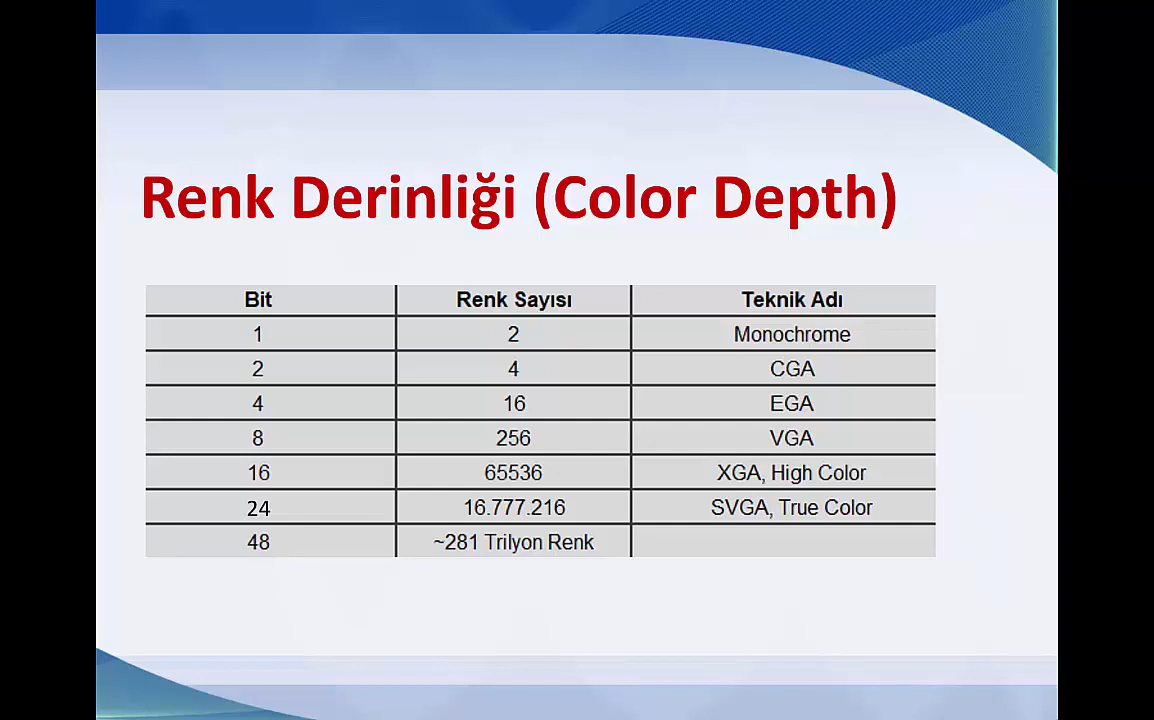 Renk Derinliği (Color Depth)
Bit Renk Sayısı Teknik Adı
1 2 Monochrome
2 4 CGA
4 16 EGA
8 256 VGA
16 65536 XGA, High Color
24 16.777.216 SVGA, True Color
48 ~281 Trilyon Renk